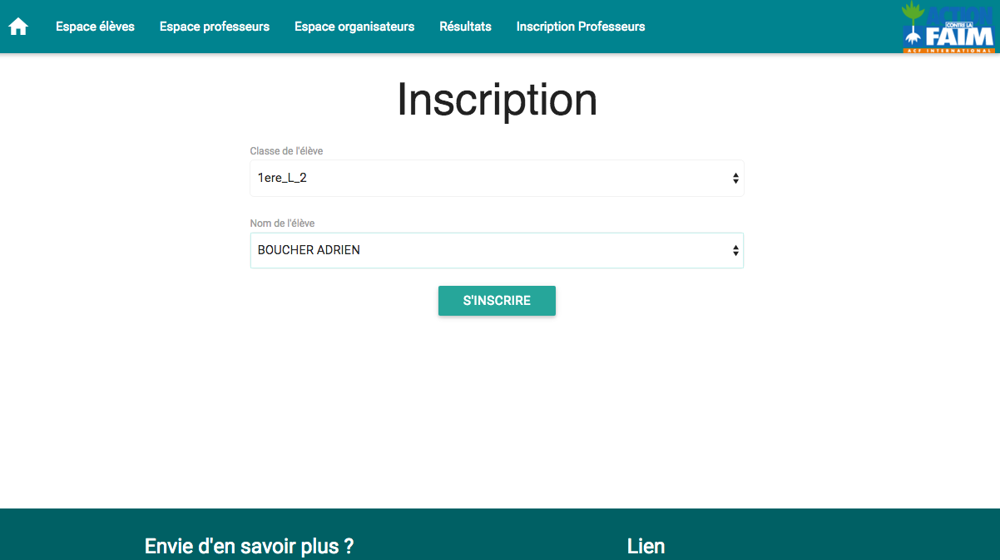 Espace élèves Espace professeurs Espace organisateurs Résultats Inscription Professeurs
ACTION
CONTRE LA
FAIM
ACF INTERNATIONAL
Inscription
Classe de l'élève
1ere_L_2
Nom de l'élève
BOUCHER ADRIEN
S'INSCRIRE
Envie d'en savoir plus ? Lien